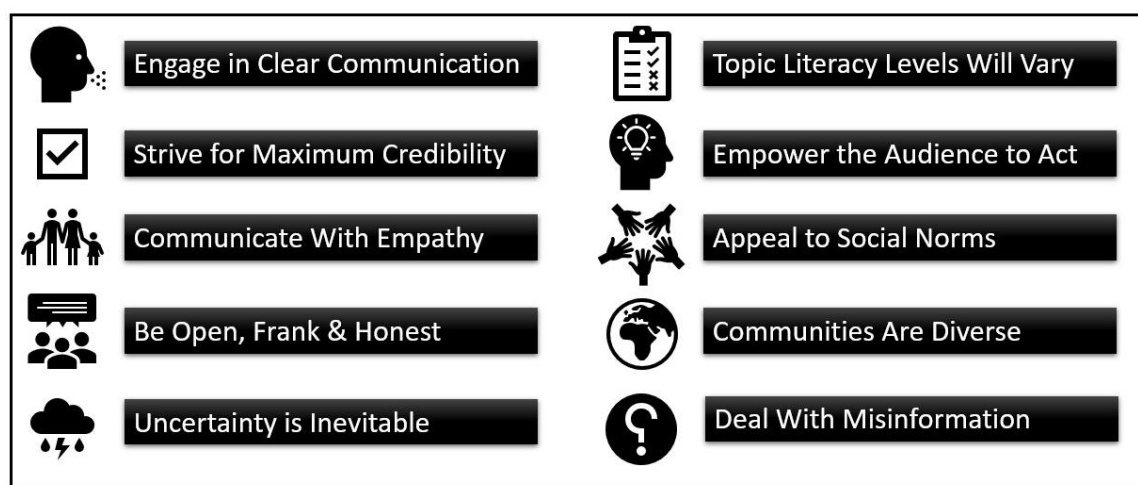 Engage in Clear Communication
Strive for Maximum Credibility
Communicate With Empathy
Be Open, Frank & Honest
Uncertainty is Inevitable
Topic Literacy Levels Will Vary
Empower the Audience to Act
Appeal to Social Norms
Communities Are Diverse
Deal With Misinformation